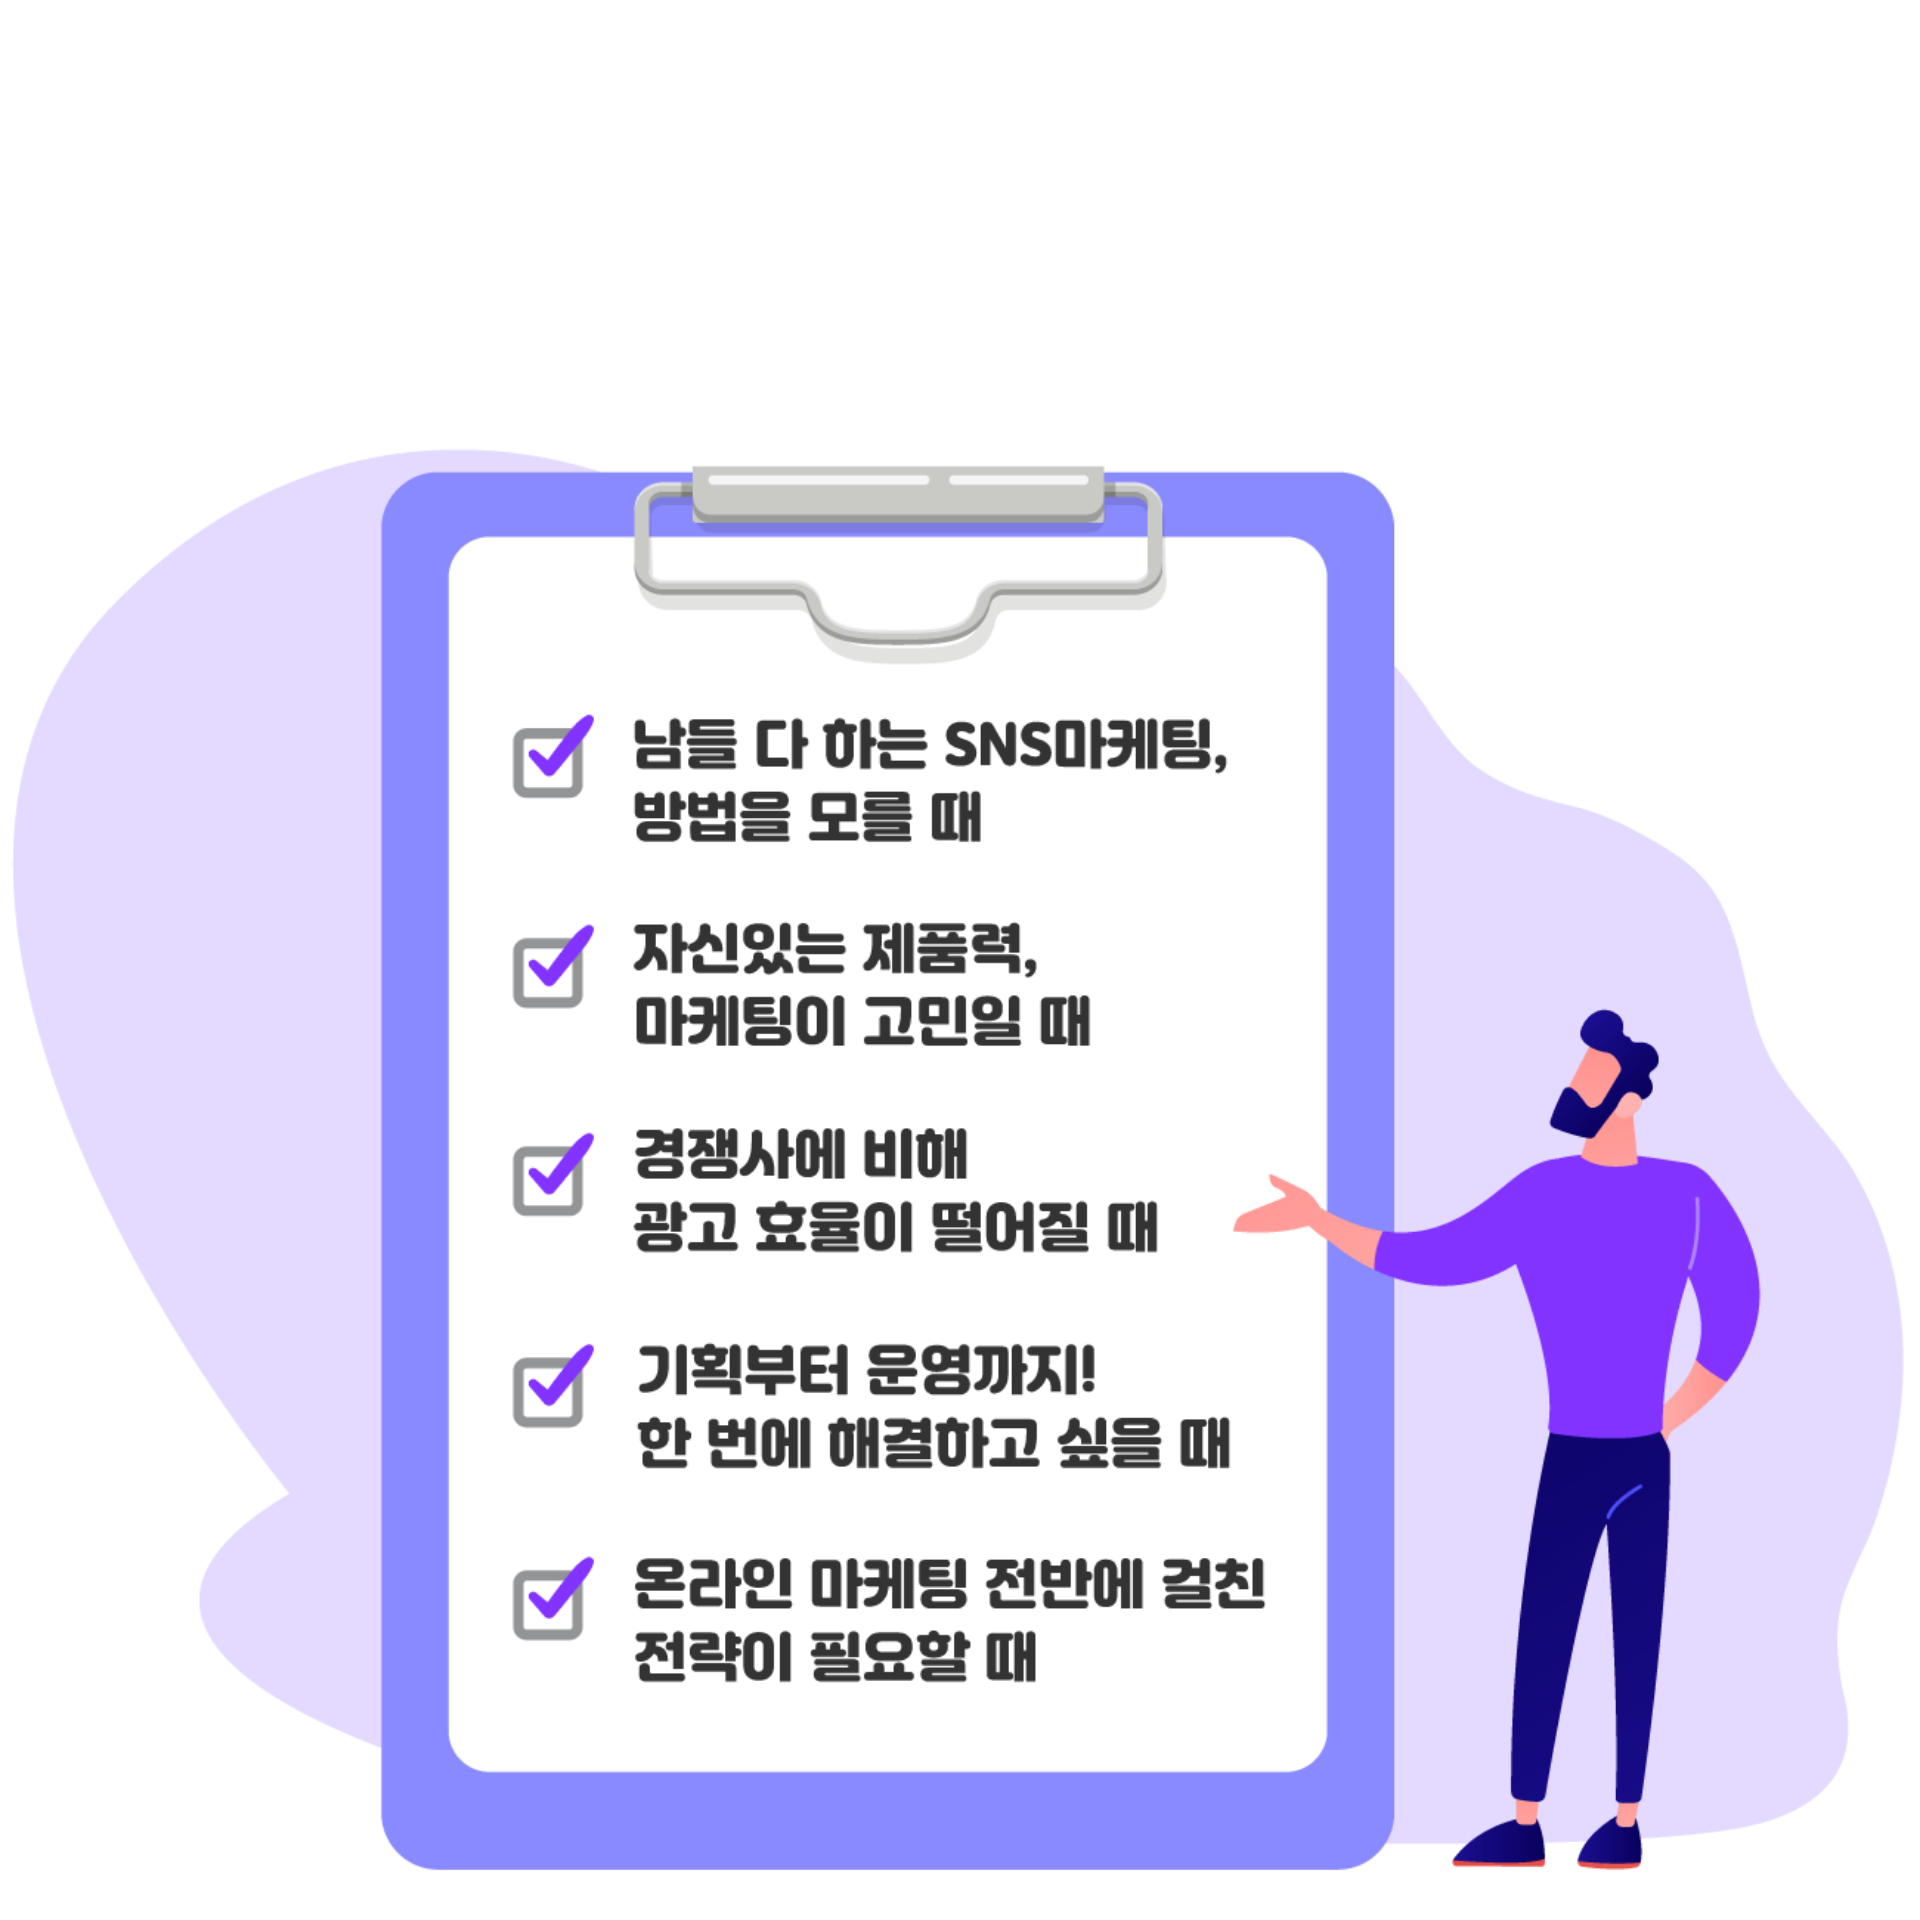 남들 다 하는 SNS마케팅,
방법을 모를 때
자신있는 제품력,
마케팅이 고민일 때
경쟁사에 비해
광고 효율이 떨어질 때
기획부터 운영까지!
한 번에 해결하고 싶을 때
온라인 마케팅 전반에 걸친
전략이 필요할 때